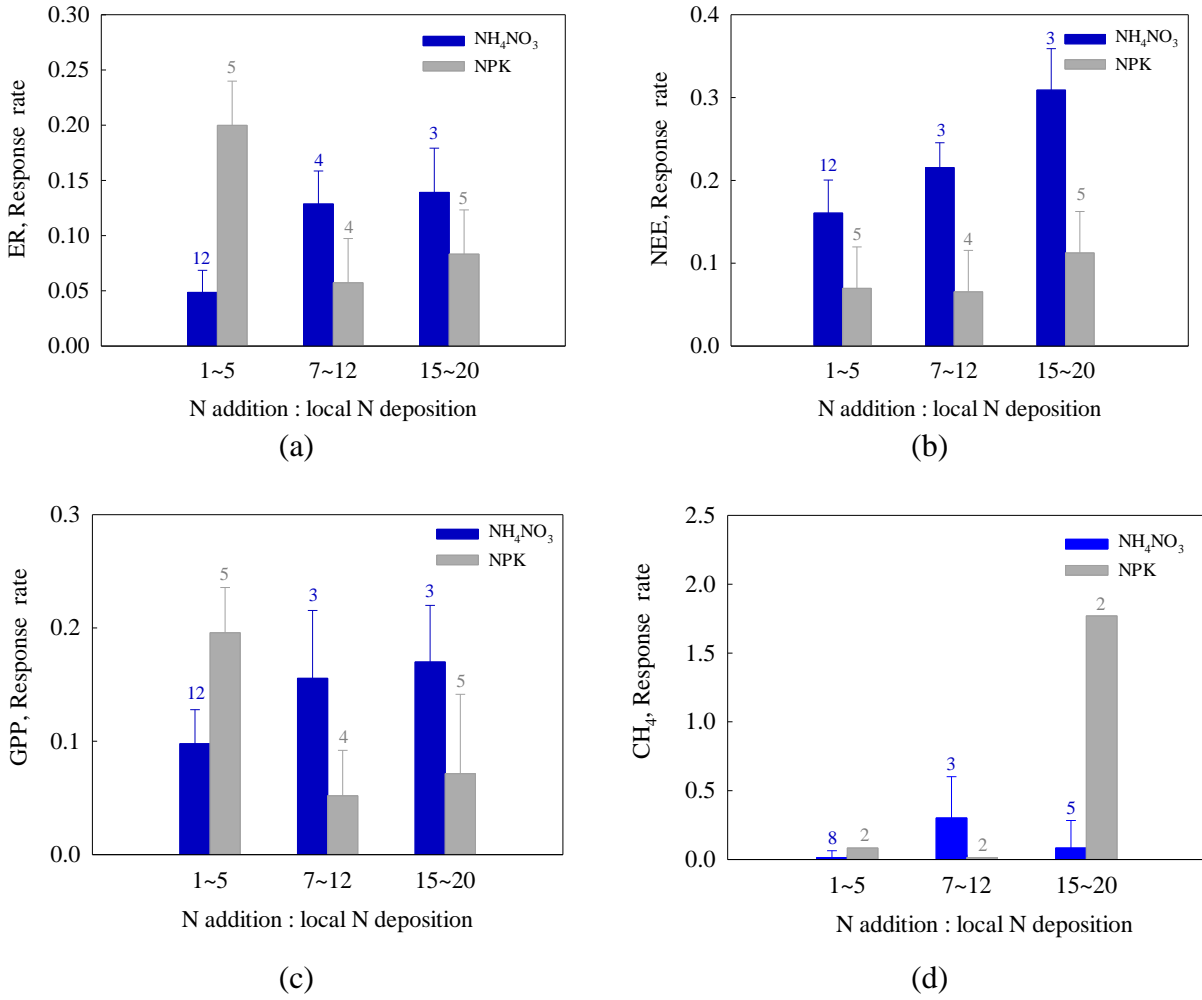 0.30
0.25
0.20
0.15
0.10
0.05
0.00
ER, Response rate
NH₄NO₃
NPK
12
5
4
4
3
5
1~5
7~12
15~20
N addition : local N deposition
(a)
0.4
0.3
0.2
0.1
0.0
NEE, Response rate
NH₄NO₃
NPK
12
5
3
4
3
5
1~5
7~12
15~20
N addition : local N deposition
(b)
0.3
0.2
0.1
0.0
GPP, Response rate
NH₄NO₃
NPK
12
5
3
4
3
5
1~5
7~12
15~20
N addition : local N deposition
(c)
2.5
2.0
1.5
1.0
0.5
0.0
CH₄, Response rate
NH₄NO₃
NPK
8
2
3
2
5
2
1~5
7~12
15~20
N addition : local N deposition
(d)